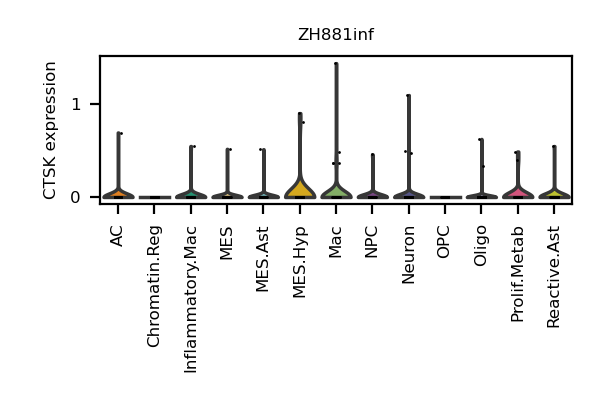 ZH881inf
CTSK expression
1
0
AC
Chromatin.Reg
Inflammatory.Mac
MES
MES.Ast
MES.Hyp
Mac
NPC
Neuron
OPC
Oligo
Prolif.Metab
Reactive.Ast